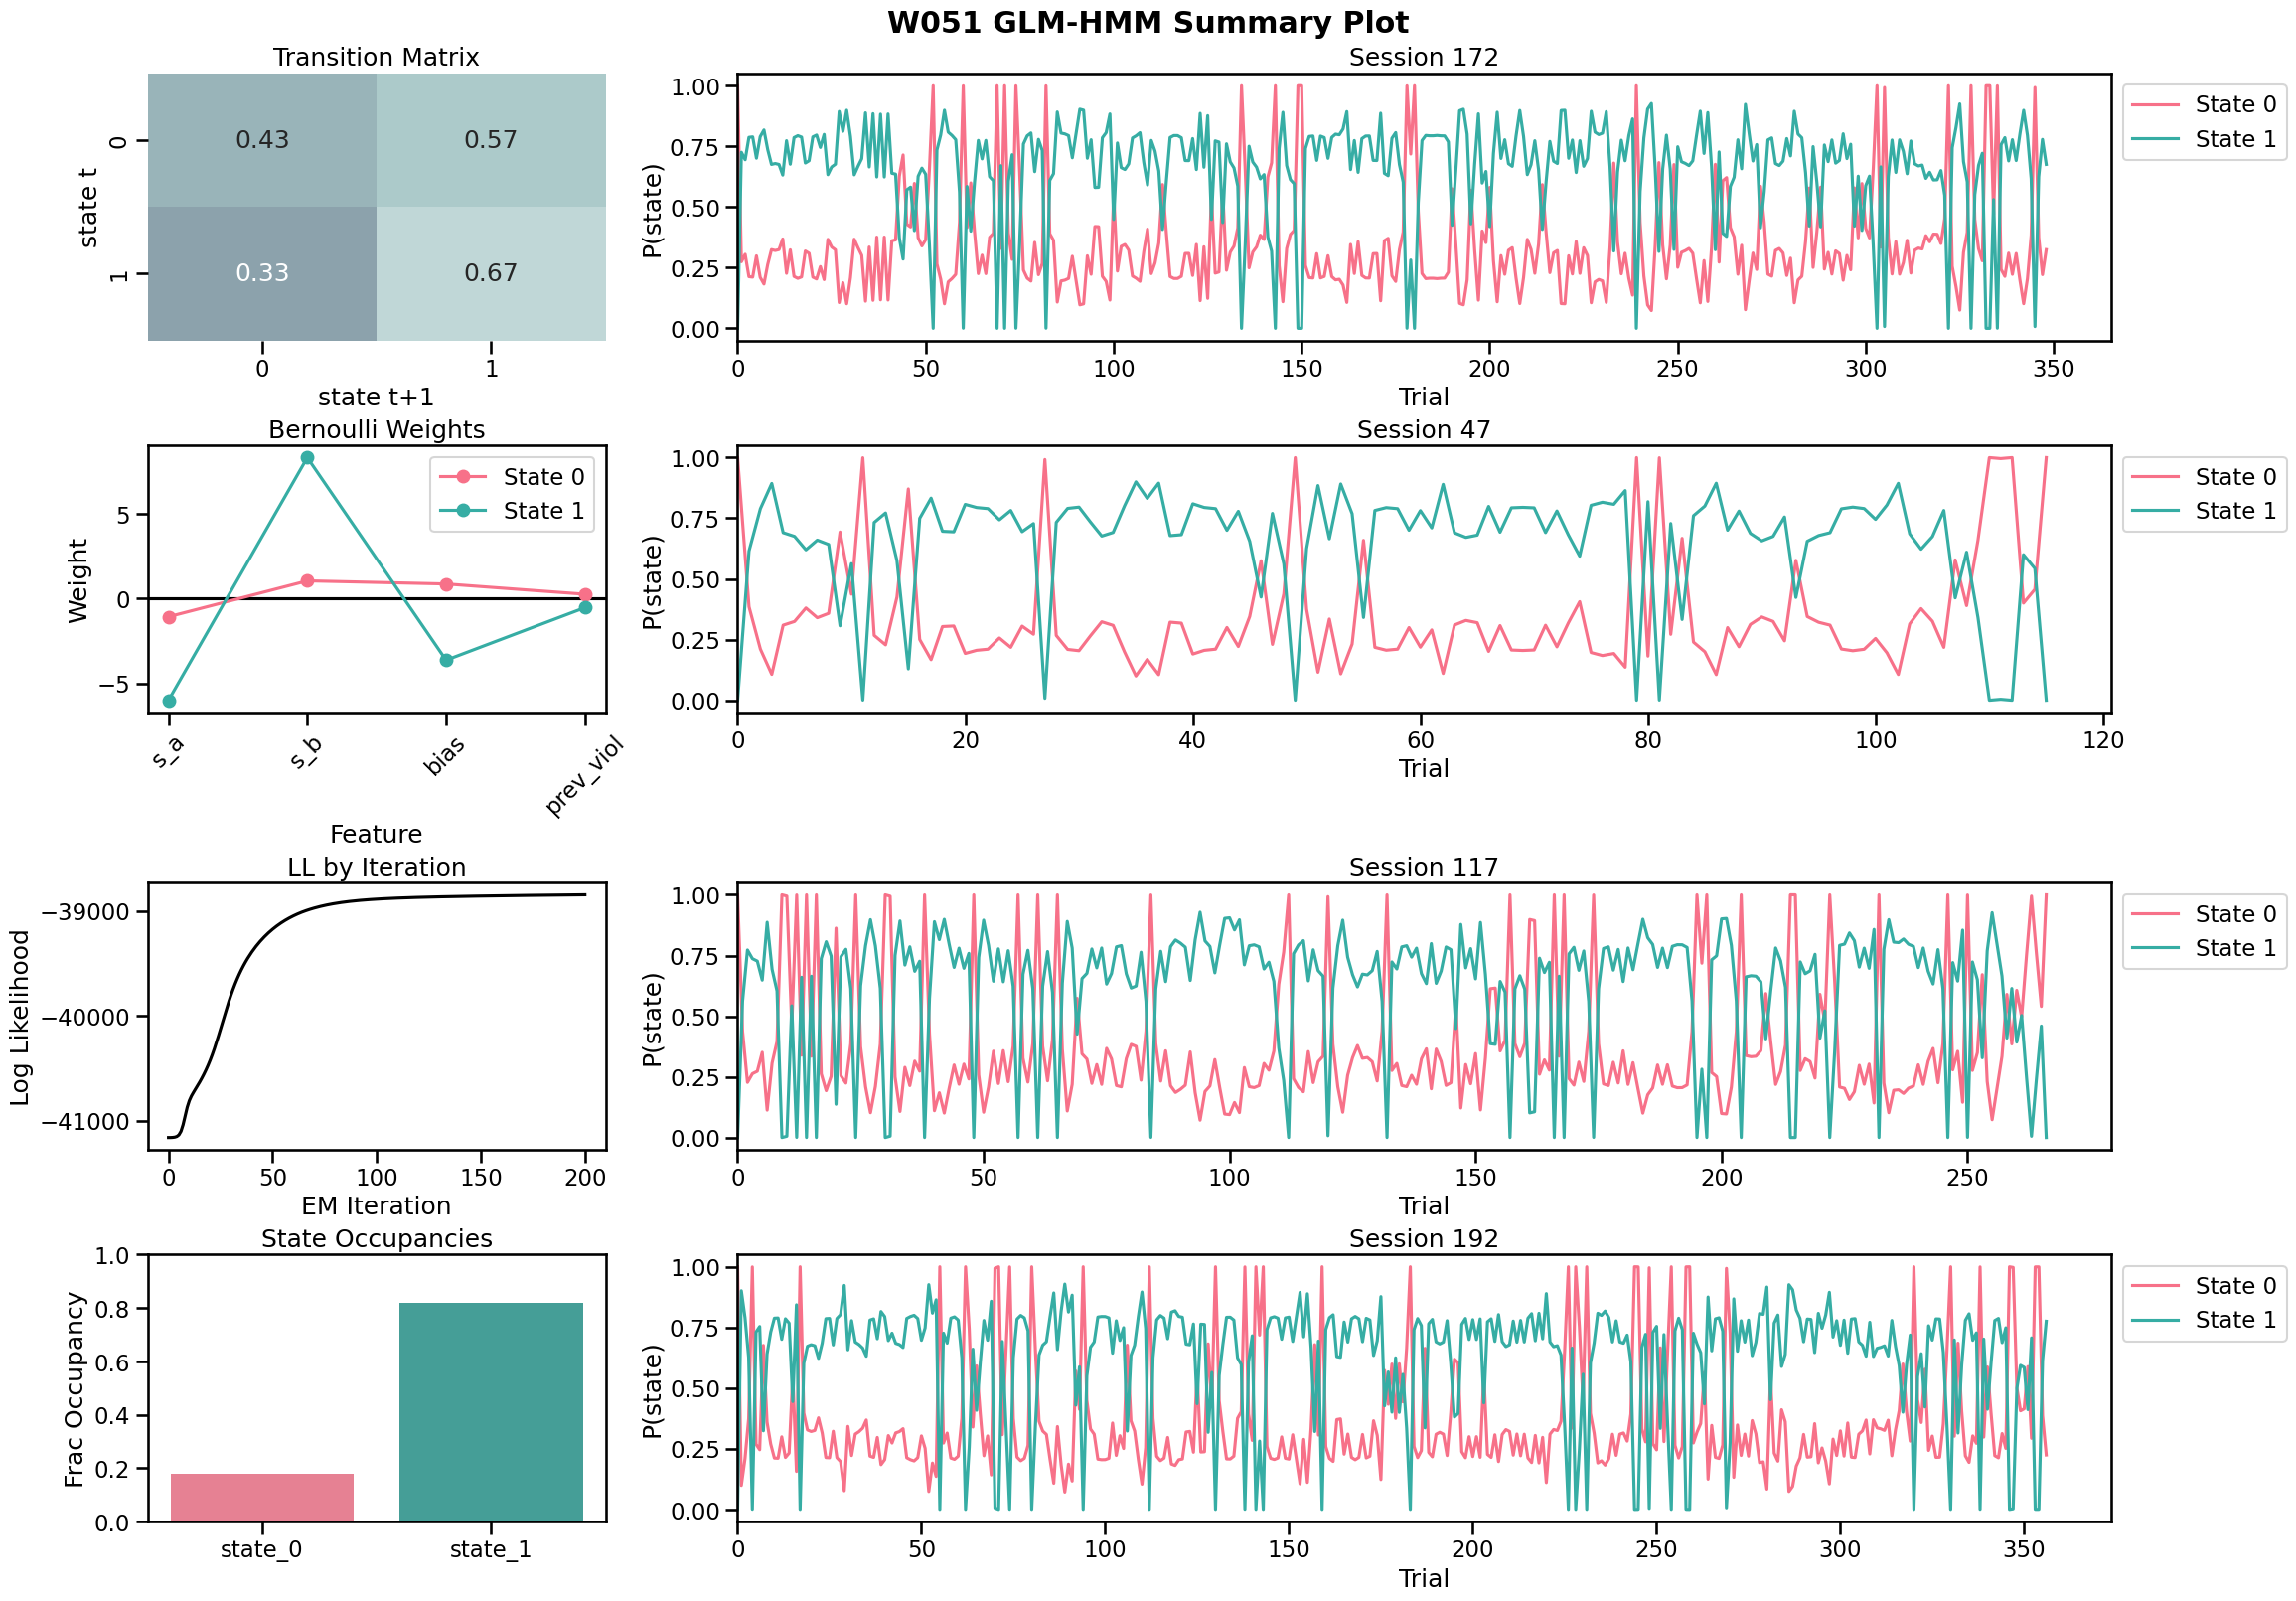 W051 GLM-HMM Summary Plot
Transition Matrix
state t
0
1
0.43
0.57
0.33
0.67
0
1
state t+1
Session 172
P(state)
1.00
0.75
0.50
0.25
0.00
0
50
100
150
200
250
300
350
Trial
State 0
State 1
Bernoulli Weights
Weight
5
0
−5
State 0
State 1
s_a
s_b
bias
prev_viol
Feature
Session 47
P(state)
1.00
0.75
0.50
0.25
0.00
0
20
40
60
80
100
120
Trial
State 0
State 1
LL by Iteration
Log Likelihood
−39000
−40000
−41000
0
50
100
150
200
EM Iteration
Session 117
P(state)
1.00
0.75
0.50
0.25
0.00
0
50
100
150
200
250
Trial
State 0
State 1
State Occupancies
Frac Occupancy
1.0
0.8
0.6
0.4
0.2
0.0
state_0
state_1
Session 192
P(state)
1.00
0.75
0.50
0.25
0.00
0
50
100
150
200
250
300
350
Trial
State 0
State 1